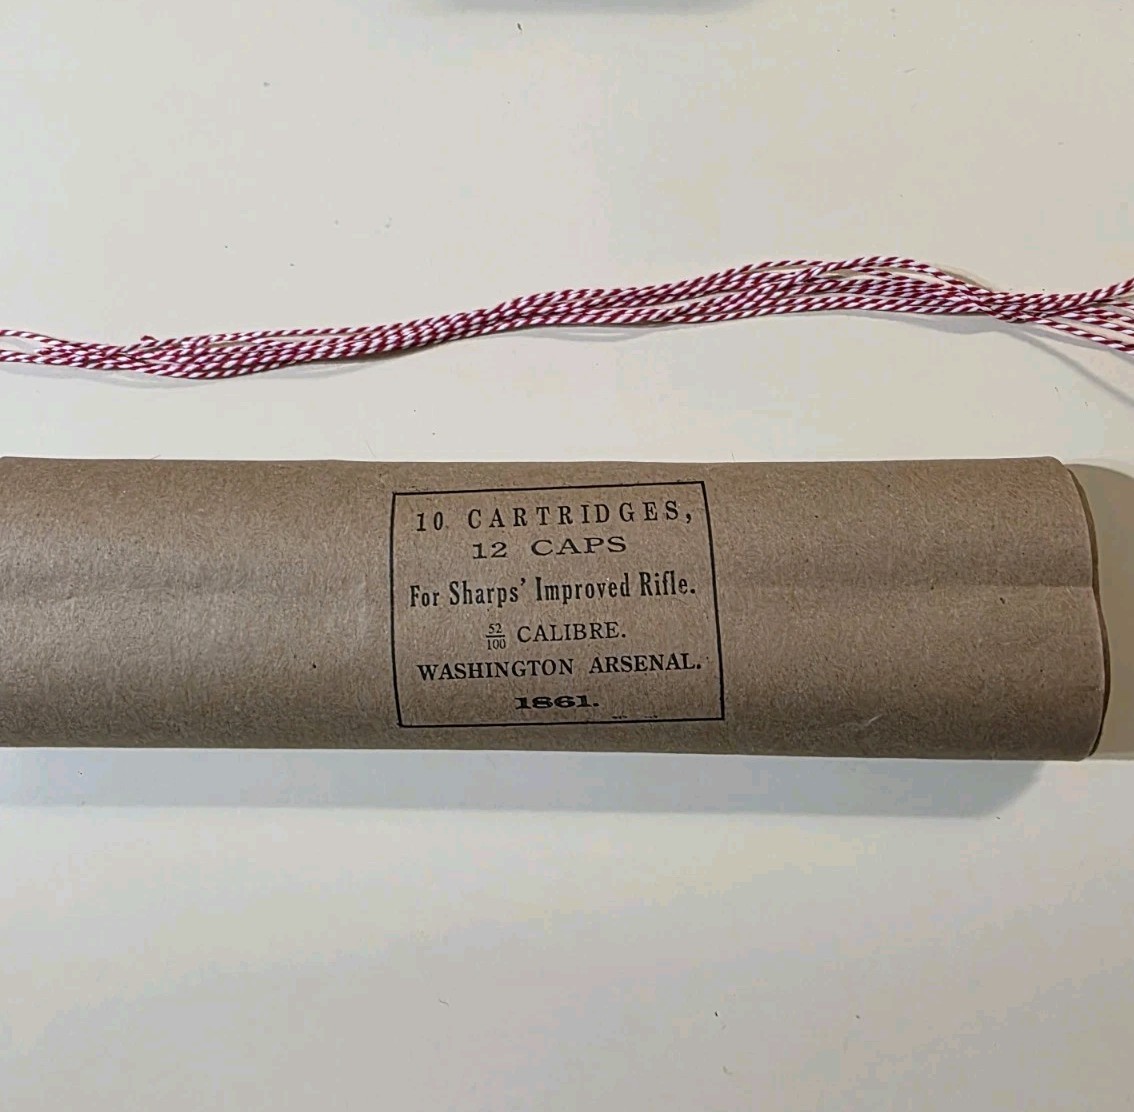 10 CARTRIDGES,
12 CAPS
For Sharps' Improved Rifle.
52/100 CALIBRE.
WASHINGTON ARSENAL.
1861.